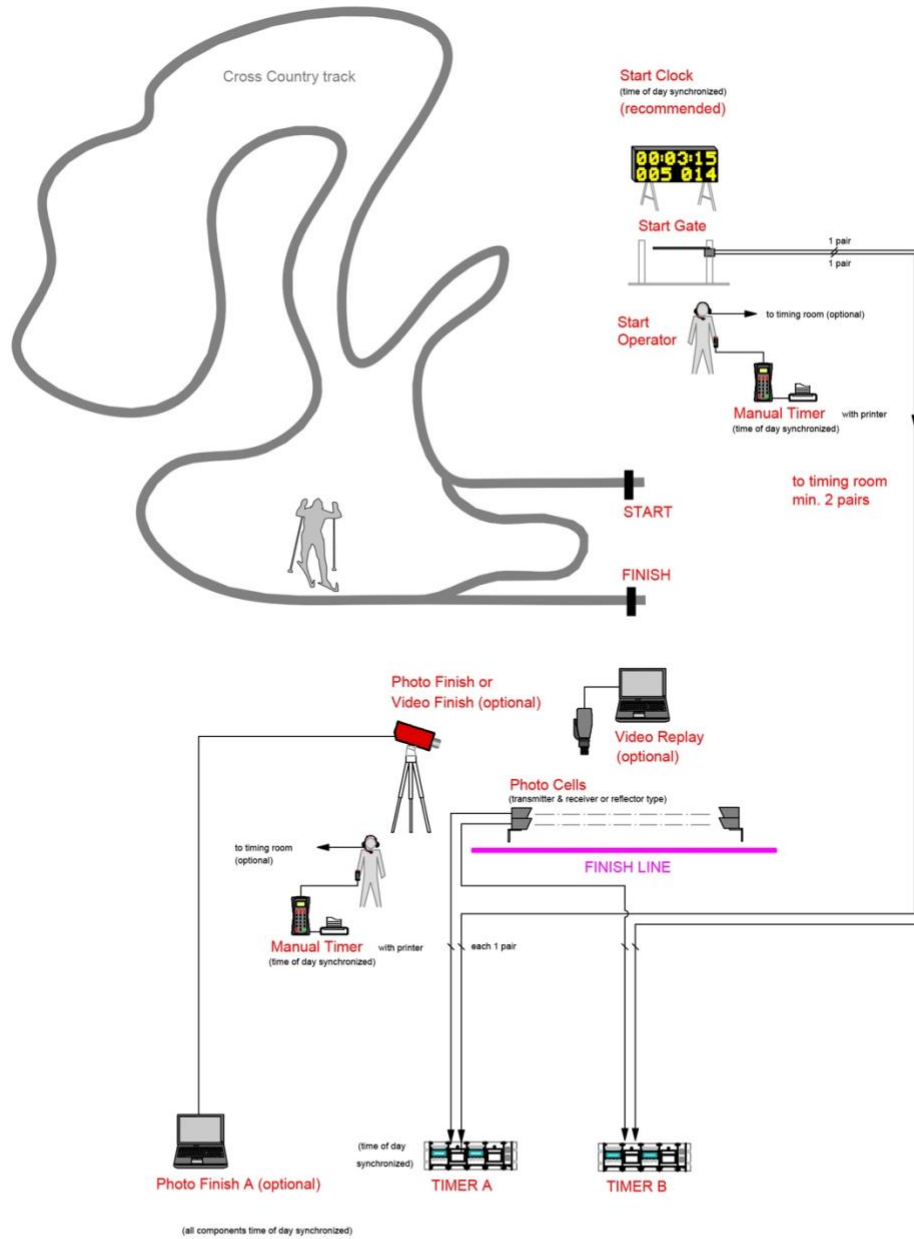 Cross Country track
Start Clock
(time of day synchronized)
(recommended)
00:03:15
005 014
Start Gate
1 pair
1 pair
Start
Operator
to timing room (optional)
Manual Timer with printer
(time of day synchronized)
to timing room
min. 2 pairs
START
FINISH
Photo Finish or
Video Finish (optional)
Video Replay
(optional)
Photo Cells
(transmitter & receiver or reflector type)
FINISH LINE
to timing room
(optional)
Manual Timer with printer
(time of day synchronized)
each 1 pair
(time of day
synchronized)
Photo Finish A (optional)
TIMER A
TIMER B
(all components time of day synchronized)